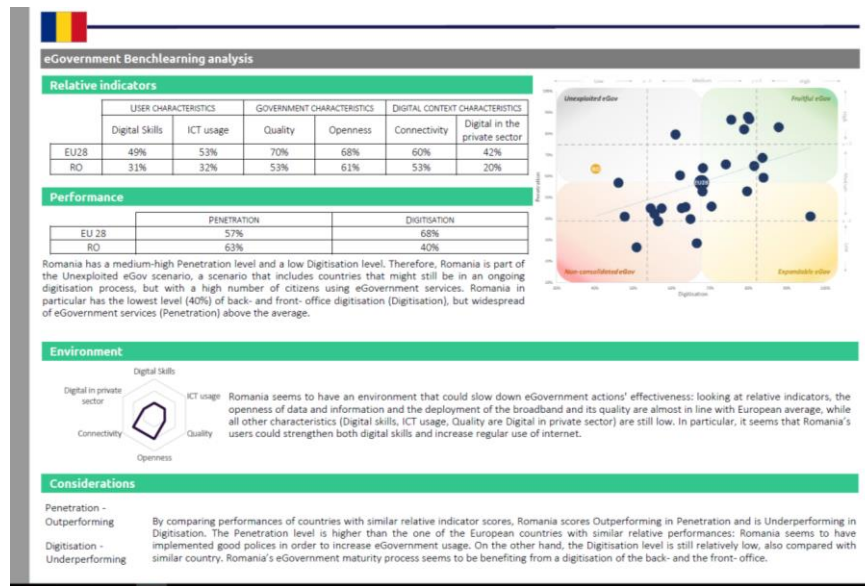 eGovernment Benchlearning analysis
Relative indicators
USER CHARACTERISTICS GOVERNMENT CHARACTERISTICS DIGITAL CONTEXT CHARACTERISTICS
Digital Skills ICT usage Quality Openness Connectivity Digital in the
private sector
EU28 49% 53% 70% 68% 60% 42%
RO 31% 32% 53% 61% 53% 20%
Performance
PENETRATION DIGITISATION
EU 28 57% 68%
RO 63% 40%
Romania has a medium-high Penetration level and a low Digitisation level. Therefore, Romania is part of
the Unexploited eGov scenario, a scenario that includes countries that might still be in an ongoing
digitisation process, but with a high number of citizens using eGovernment services. Romania in
particular has the lowest level (40%) of back- and front- office digitisation (Digitisation), but widespread
of eGovernment services (Penetration) above the average.
Low Medium High
Unexploited eGov Fruitful eGov
RO
EU28
Non-consolidated eGov Expandable eGov
Penetration
Digitisation
Environment
Digital Skills
Digital in private
sector
ICT usage
Connectivity
Quality
Openness
Romania seems to have an environment that could slow down eGovernment actions' effectiveness: looking at relative indicators, the
openness of data and information and the deployment of the broadband and its quality are almost in line with European average, while
all other characteristics (Digital skills, ICT usage, Quality are Digital in private sector) are still low. In particular, it seems that Romania's
users could strengthen both digital skills and increase regular use of internet.
Considerations
Penetration -
Outperforming
Digitisation -
Underperforming
By comparing performances of countries with similar relative indicator scores, Romania scores Outperforming in Penetration and is Underperforming in
Digitisation. The Penetration level is higher than the one of the European countries with similar relative performances: Romania seems to have
implemented good polices in order to increase eGovernment usage. On the other hand, the Digitisation level is still relatively low, also compared with
similar country. Romania's eGovernment maturity process seems to be benefiting from a digitisation of the back- and the front- office.